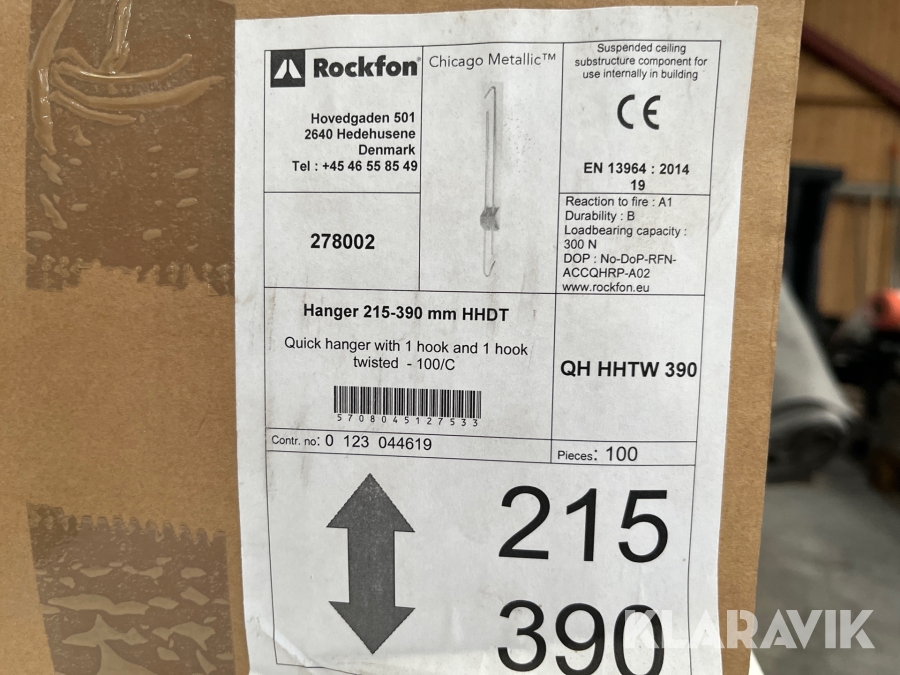 Rockfon
Hovedgaden 501
2640 Hedehusene
Denmark
Tel : +45 46 55 85 49
Chicago Metallic™
Suspended ceiling
substructure component for
use internally in building
CE
EN 13964 : 2014
19
278002
Reaction to fire : A1
Durability : B
Loadbearing capacity :
300 N
DOP : No-DoP-RFN-
ACCQHRP-A02
www.rockfon.eu
Hanger 215-390 mm HHDT
Quick hanger with 1 hook and 1 hook
twisted - 100/C
5708045127533
QH HHTW 390
Contr. no: 0 123 044619
Pieces: 100
215
390
KLARAVIK